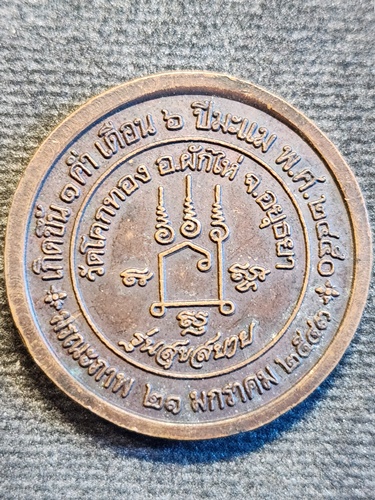 เกิดขึ้น ๑ ค่ำ เดือน ๖ ปีมะแม พ.ศ. ๒๔๕๐
มรณะภาพ ๒๑ มกราคม ๒๕๔๓
วัดโคกทอง อ.ผักไห่ จ.อยุธยา
รุ่นสุขสบาย